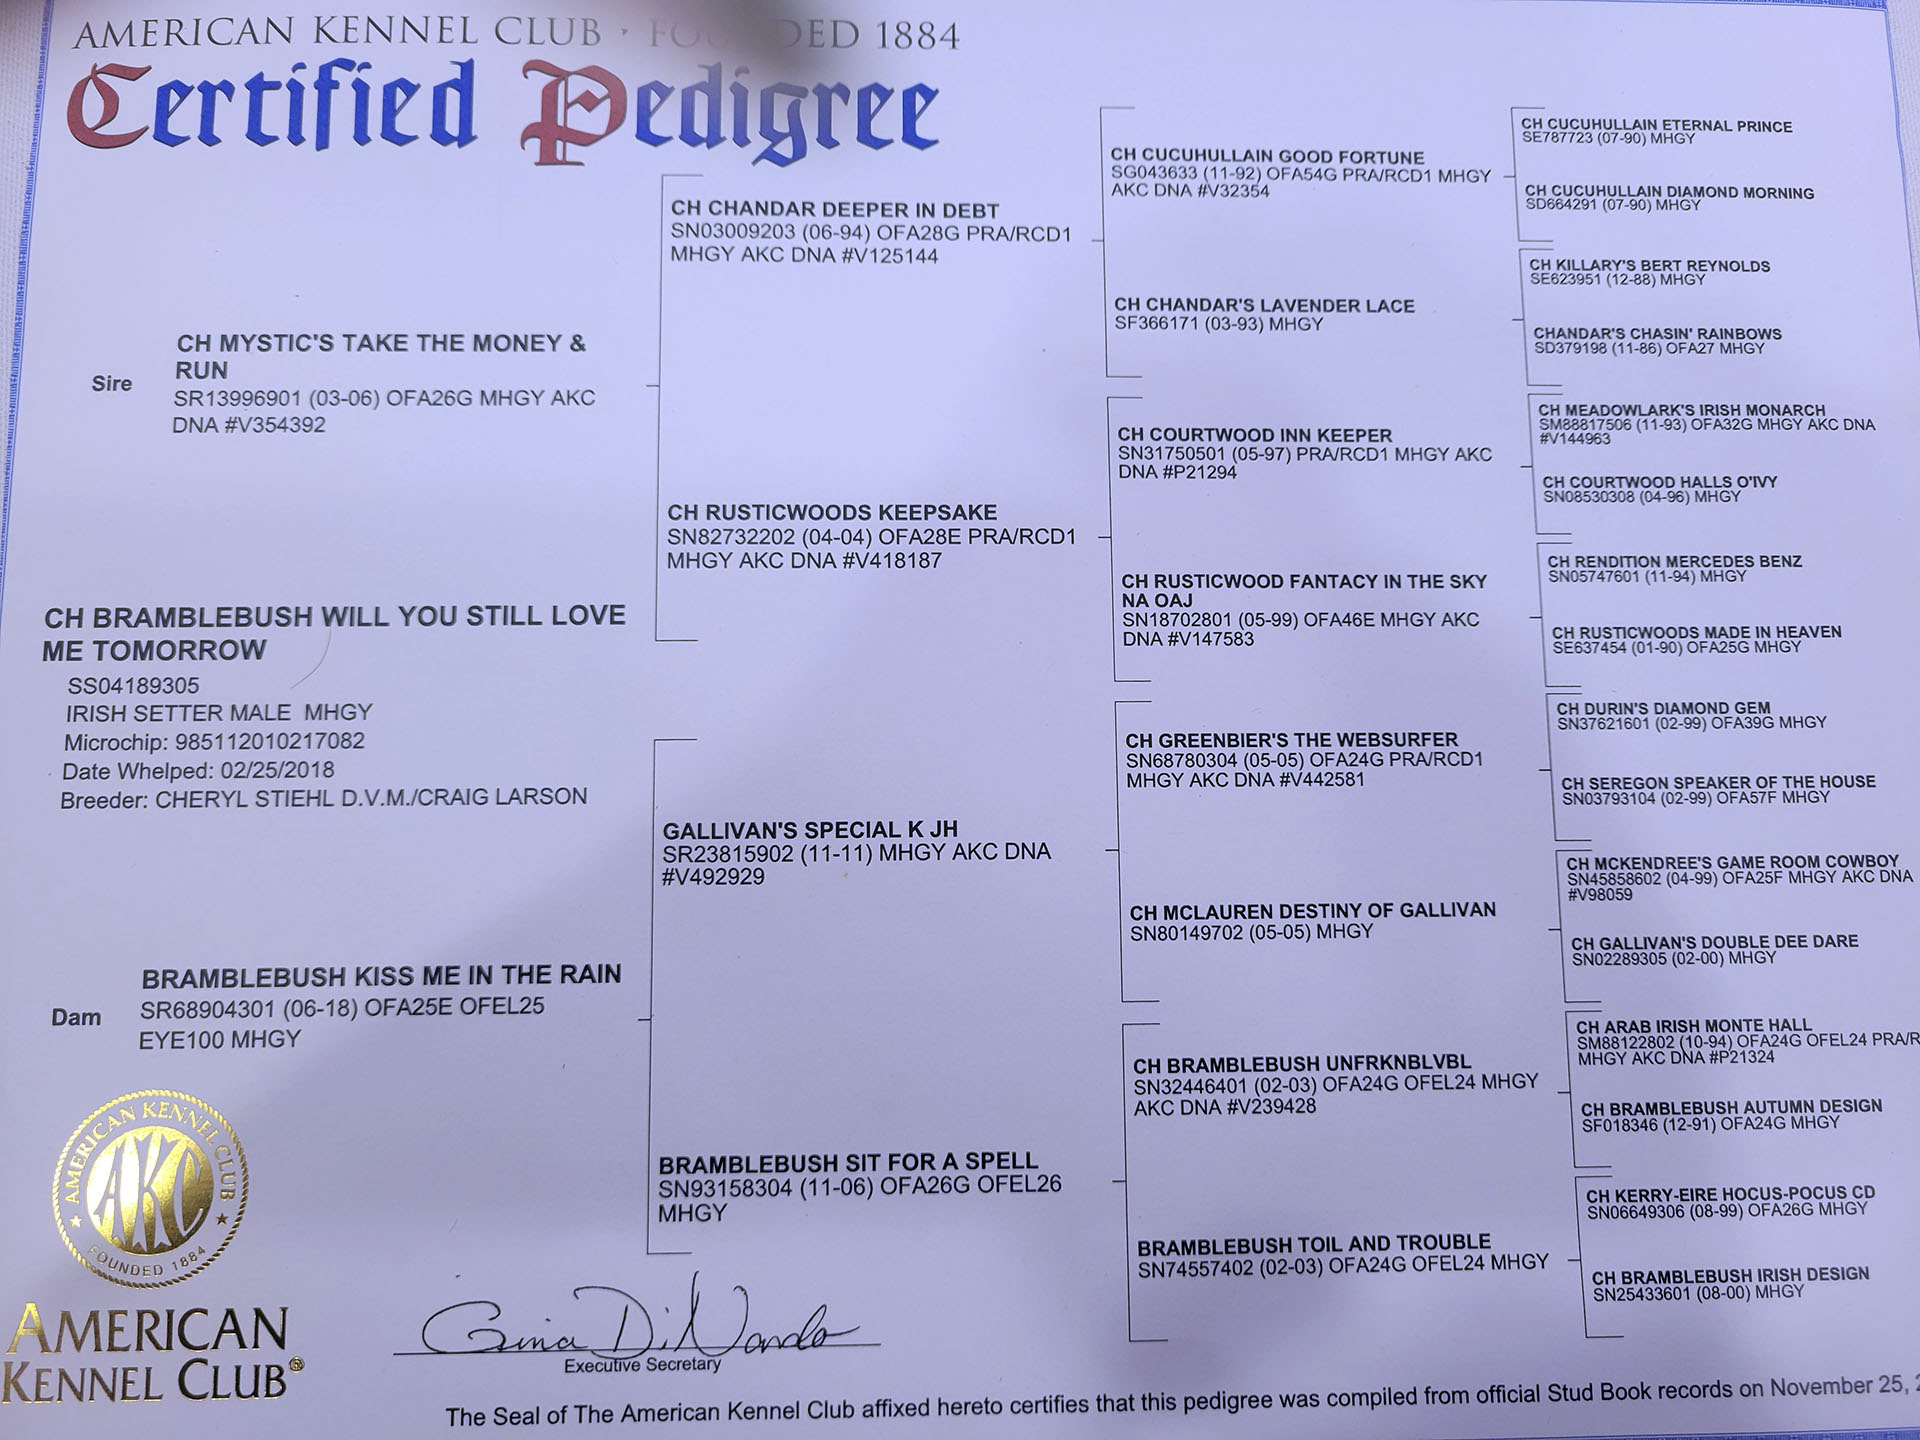 AMERICAN KENNEL CLUB · FOUNDED 1884
Certified Pedigree
Sire
CH MYSTIC'S TAKE THE MONEY &
RUN
SR13996901 (03-06) OFA26G MHGY AKC
DNA #V354392
CH BRAMBLEBUSH WILL YOU STILL LOVE
ME TOMORROW
SS04189305
IRISH SETTER MALE MHGY
Microchip: 985112010217082
Date Whelped: 02/25/2018
Breeder: CHERYL STIEHL D.V.M./CRAIG LARSON
Dam
BRAMBLEBUSH KISS ME IN THE RAIN
SR68904301 (06-18) OFA25E OFEL25
EYE100 MHGY
CH CHANDAR DEEPER IN DEBT
SN03009203 (06-94) OFA28G PRA/RCD1
MHGY AKC DNA #V125144
CH RUSTICWOODS KEEPSAKE
SN82732202 (04-04) OFA28E PRA/RCD1
MHGY AKC DNA #V418187
GALLIVAN'S SPECIAL K JH
SR23815902 (11-11) MHGY AKC DNA
#V492929
BRAMBLEBUSH SIT FOR A SPELL
SN93158304 (11-06) OFA26G OFEL26
MHGY
CH CUCUHULLAIN GOOD FORTUNE
SG043633 (11-92) OFA54G PRA/RCD1 MHGY
AKC DNA #V32354
CH CHANDAR'S LAVENDER LACE
SF366171 (03-93) MHGY
CH COURTWOOD INN KEEPER
SN31750501 (05-97) PRA/RCD1 MHGY AKC
DNA #P21294
CH RUSTICWOOD FANTACY IN THE SKY
NA OAJ
SN18702801 (05-99) OFA46E MHGY AKC
DNA #V147583
CH GREENBIER'S THE WEBSURFER
SN68780304 (05-05) OFA24G PRA/RCD1
MHGY AKC DNA #V442581
CH MCLAUREN DESTINY OF GALLIVAN
SN80149702 (05-05) MHGY
CH BRAMBLEBUSH UNFRKNBLVBL
SN32446401 (02-03) OFA24G OFEL24 MHGY
AKC DNA #V239428
BRAMBLEBUSH TOIL AND TROUBLE
SN74557402 (02-03) OFA24G OFEL24 MHGY
CH CUCUHULLAIN ETERNAL PRINCE
SE787723 (07-90) MHGY
CH CUCUHULLAIN DIAMOND MORNING
SD664291 (07-90) MHGY
CH KILLARY'S BERT REYNOLDS
SE623951 (12-88) MHGY
CHANDAR'S CHASIN' RAINBOWS
SD379198 (11-86) OFA27 MHGY
CH MEADOWLARK'S IRISH MONARCH
SM88817506 (11-93) OFA32G MHGY AKC DNA
#V144963
CH COURTWOOD HALLS O'IVY
SN08530308 (04-96) MHGY
CH RENDITION MERCEDES BENZ
SN05747601 (11-94) MHGY
CH RUSTICWOODS MADE IN HEAVEN
SE637454 (01-90) OFA25G MHGY
CH DURIN'S DIAMOND GEM
SN37621601 (02-99) OFA39G MHGY
CH SEREGON SPEAKER OF THE HOUSE
SN03793104 (02-99) OFA57F MHGY
CH MCKENDREE'S GAME ROOM COWBOY
SN45858602 (04-99) OFA25F MHGY AKC DNA
#V98059
CH GALLIVAN'S DOUBLE DEE DARE
SN02289305 (02-00) MHGY
CH ARAB IRISH MONTE HALL
SM88122802 (10-94) OFA24G OFEL24 PRA/R
MHGY AKC DNA #P21324
CH BRAMBLEBUSH AUTUMN DESIGN
SF018346 (12-91) OFA24G MHGY
CH KERRY-EIRE HOCUS-POCUS CD
SN06649306 (08-99) OFA26G MHGY
CH BRAMBLEBUSH IRISH DESIGN
SN25433601 (08-00) MHGY
AMERICAN KENNEL CLUB
AKC
FOUNDED 1884
AMERICAN
KENNEL CLUB®
Gina DiNardo
Executive Secretary
The Seal of The American Kennel Club affixed hereto certifies that this pedigree was compiled from official Stud Book records on November 25,